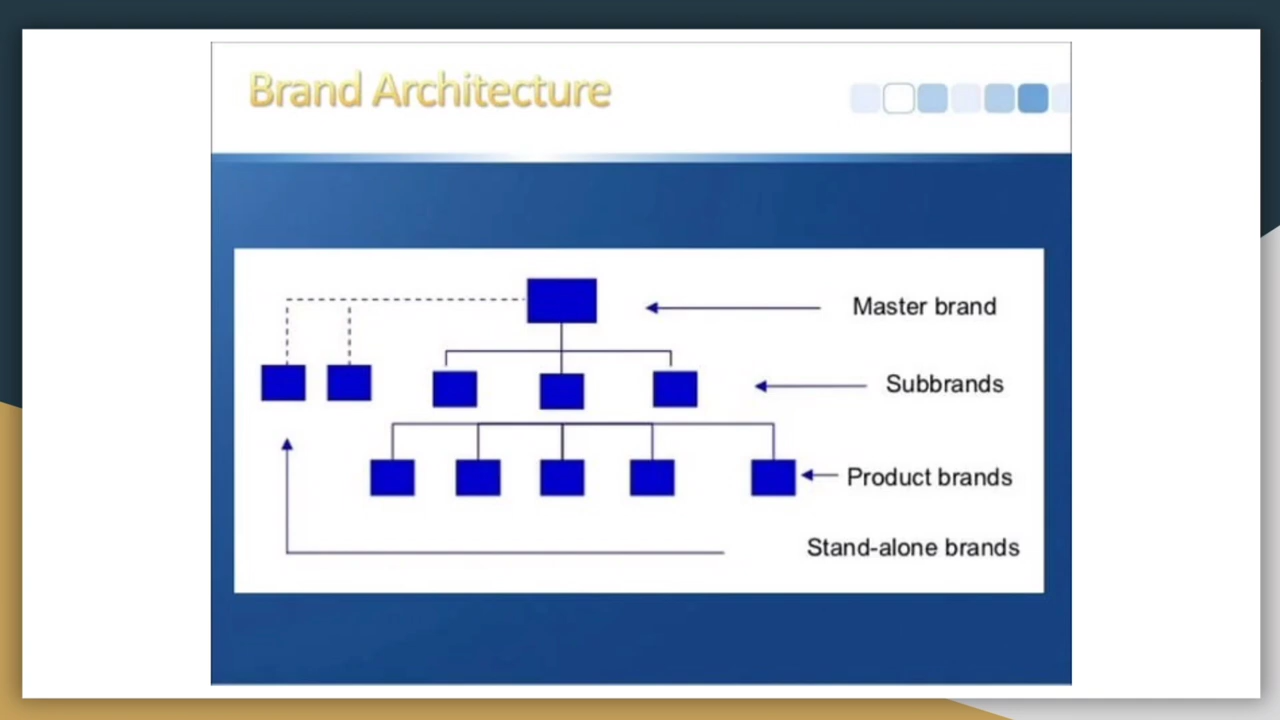 Brand Architecture
Master brand
Subbrands
Product brands
Stand-alone brands